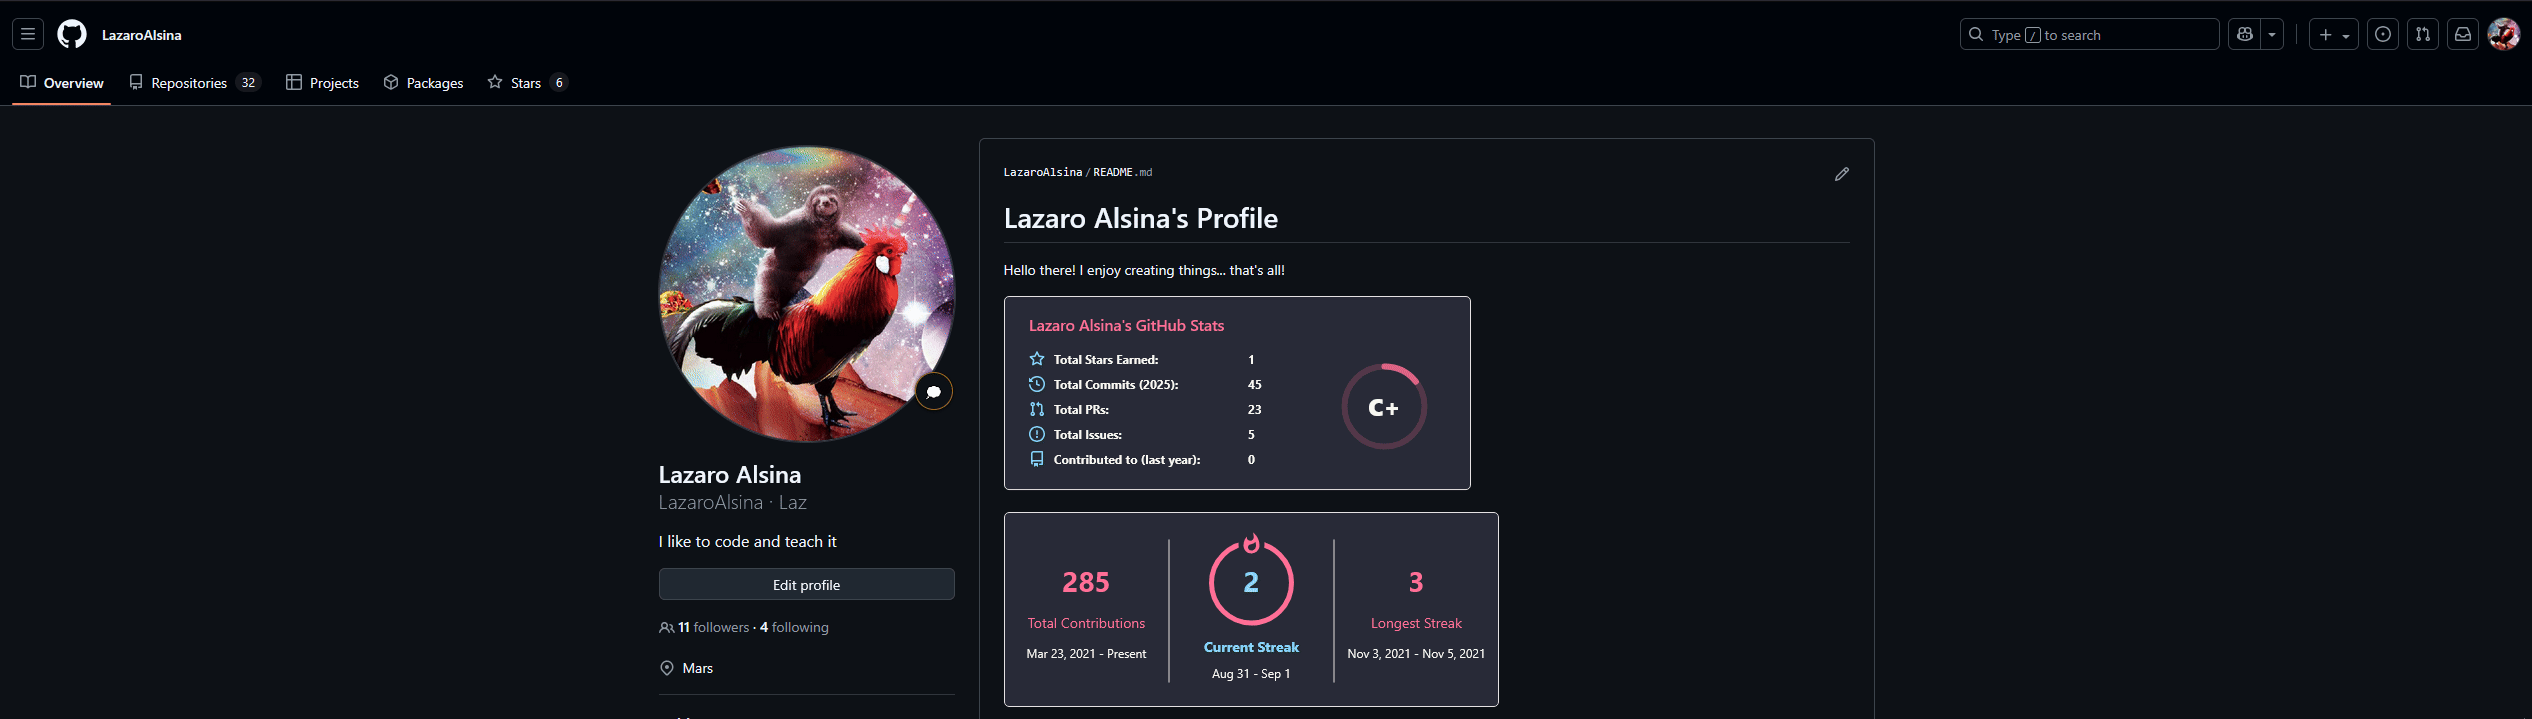 LazaroAlsina
Type / to search
Overview
Repositories 32
Projects
Packages
Stars 6
Lazaro Alsina
LazaroAlsina · Laz
I like to code and teach it
Edit profile
11 followers · 4 following
Mars
LazaroAlsina/README.md
Lazaro Alsina's Profile
Hello there! I enjoy creating things... that's all!
Lazaro Alsina's GitHub Stats
Total Stars Earned: 1
Total Commits (2025): 45
Total PRs: 23
Total Issues: 5
Contributed to (last year): 0
C+
285
Total Contributions
Mar 23, 2021 - Present
2
Current Streak
Aug 31 - Sep 1
3
Longest Streak
Nov 3, 2021 - Nov 5, 2021